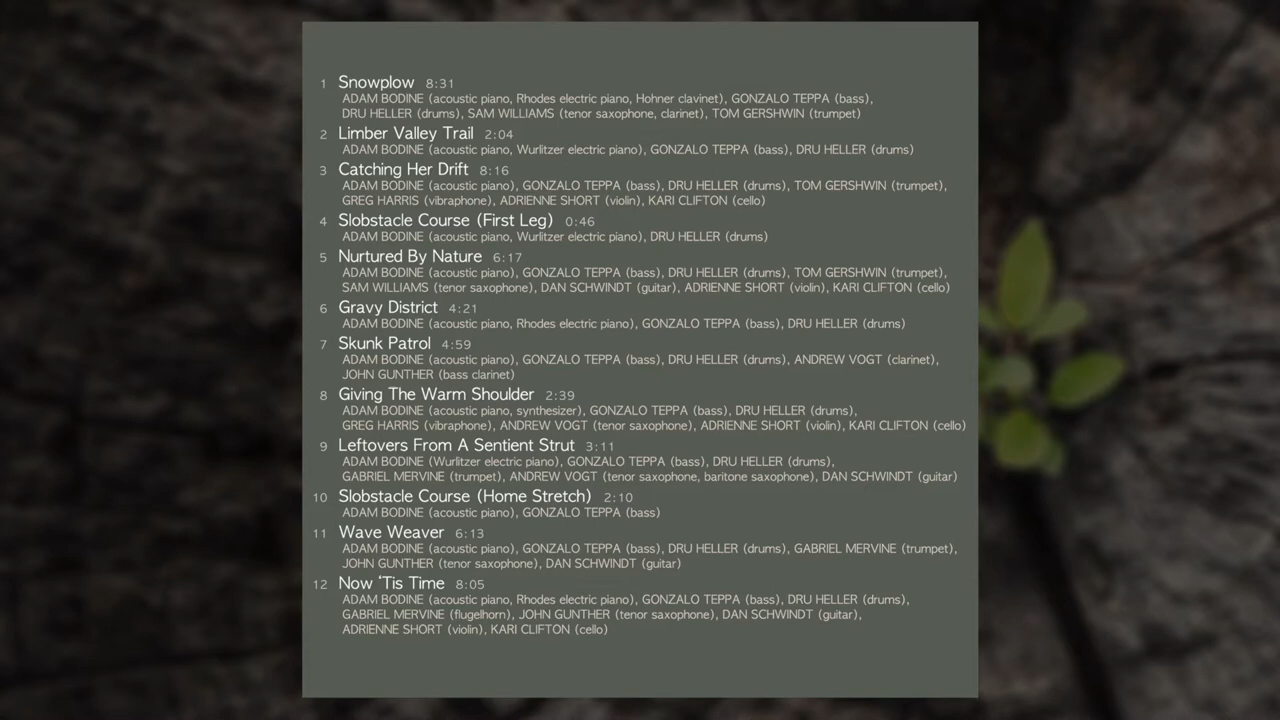 1 Snowplow 8:31
ADAM BODINE (acoustic piano, Rhodes electric piano, Hohner clavinet), GONZALO TEPPA (bass),
DRU HELLER (drums), SAM WILLIAMS (tenor saxophone, clarinet), TOM GERSHWIN (trumpet)
2 Limber Valley Trail 2:04
ADAM BODINE (acoustic piano, Wurlitzer electric piano), GONZALO TEPPA (bass), DRU HELLER (drums)
3 Catching Her Drift 8:16
ADAM BODINE (acoustic piano), GONZALO TEPPA (bass), DRU HELLER (drums), TOM GERSHWIN (trumpet),
GREG HARRIS (vibraphone), ADRIENNE SHORT (violin), KARI CLIFTON (cello)
4 Slobstacle Course (First Leg) 0:46
ADAM BODINE (acoustic piano, Wurlitzer electric piano), DRU HELLER (drums)
5 Nurtured By Nature 6:17
ADAM BODINE (acoustic piano), GONZALO TEPPA (bass), DRU HELLER (drums), TOM GERSHWIN (trumpet),
SAM WILLIAMS (tenor saxophone), DAN SCHWINDT (guitar), ADRIENNE SHORT (violin), KARI CLIFTON (cello)
6 Gravy District 4:21
ADAM BODINE (acoustic piano, Rhodes electric piano), GONZALO TEPPA (bass), DRU HELLER (drums)
7 Skunk Patrol 4:59
ADAM BODINE (acoustic piano), GONZALO TEPPA (bass), DRU HELLER (drums), ANDREW VOGT (clarinet),
JOHN GUNTHER (bass clarinet)
8 Giving The Warm Shoulder 2:39
ADAM BODINE (acoustic piano, synthesizer), GONZALO TEPPA (bass), DRU HELLER (drums),
GREG HARRIS (vibraphone), ANDREW VOGT (tenor saxophone), ADRIENNE SHORT (violin), KARI CLIFTON (cello)
9 Leftovers From A Sentient Strut 3:11
ADAM BODINE (Wurlitzer electric piano), GONZALO TEPPA (bass), DRU HELLER (drums),
GABRIEL MERVINE (trumpet), ANDREW VOGT (tenor saxophone, baritone saxophone), DAN SCHWINDT (guitar)
10 Slobstacle Course (Home Stretch) 2:10
ADAM BODINE (acoustic piano), GONZALO TEPPA (bass)
11 Wave Weaver 6:13
ADAM BODINE (acoustic piano), GONZALO TEPPA (bass), DRU HELLER (drums), GABRIEL MERVINE (trumpet),
JOHN GUNTHER (tenor saxophone), DAN SCHWINDT (guitar)
12 Now ‘Tis Time 8:05
ADAM BODINE (acoustic piano, Rhodes electric piano), GONZALO TEPPA (bass), DRU HELLER (drums),
GABRIEL MERVINE (flugelhorn), JOHN GUNTHER (tenor saxophone), DAN SCHWINDT (guitar),
ADRIENNE SHORT (violin), KARI CLIFTON (cello)